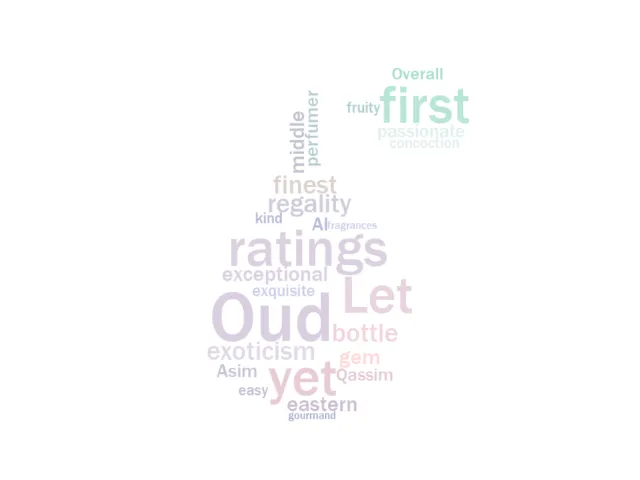 Overall
first
fruity
passionate
concoction
perfumer
middle
finest
regality
kind
Al
fragrances
ratings
exceptional
exquisite
Let
Oud
bottle
exoticism
gem
Asim
yet
Qassim
easy
eastern
gourmand